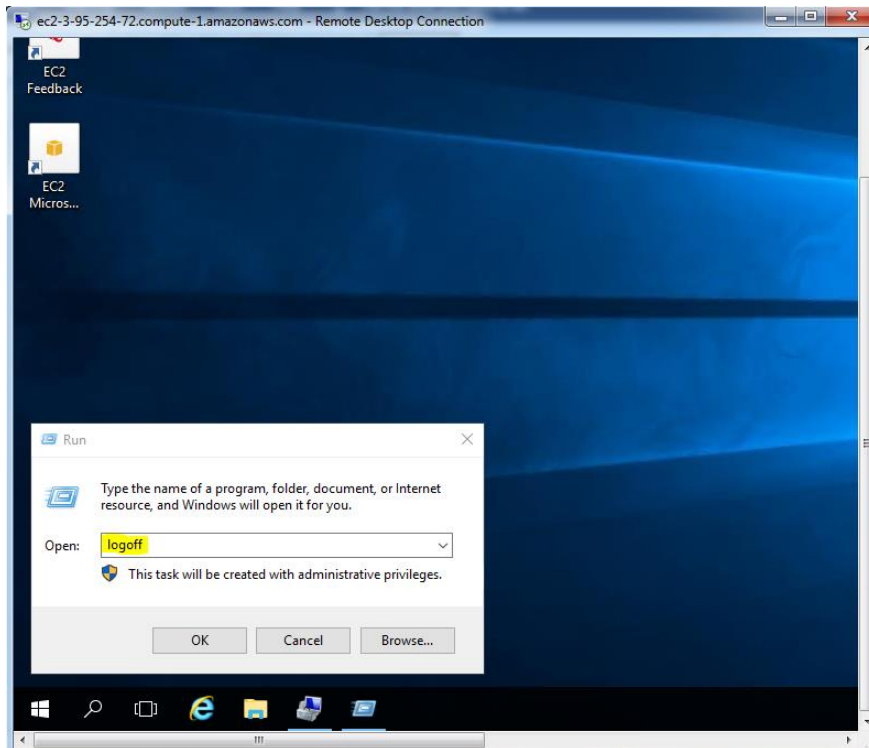 ec2-3-95-254-72.compute-1.amazonaws.com - Remote Desktop Connection
EC2
Feedback
EC2
Micros...
Run
Type the name of a program, folder, document, or Internet
resource, and Windows will open it for you.
Open: logoff
This task will be created with administrative privileges.
OK Cancel Browse...